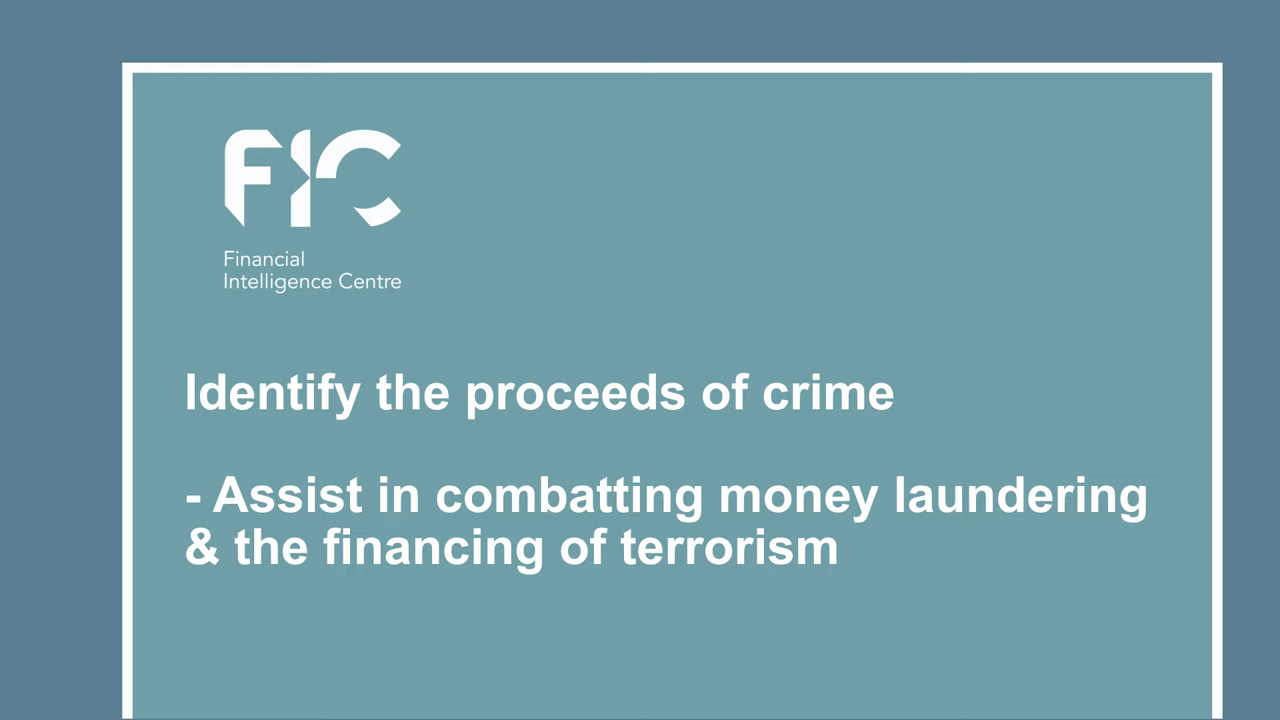 FIC
Financial
Intelligence Centre
Identify the proceeds of crime
- Assist in combatting money laundering
& the financing of terrorism